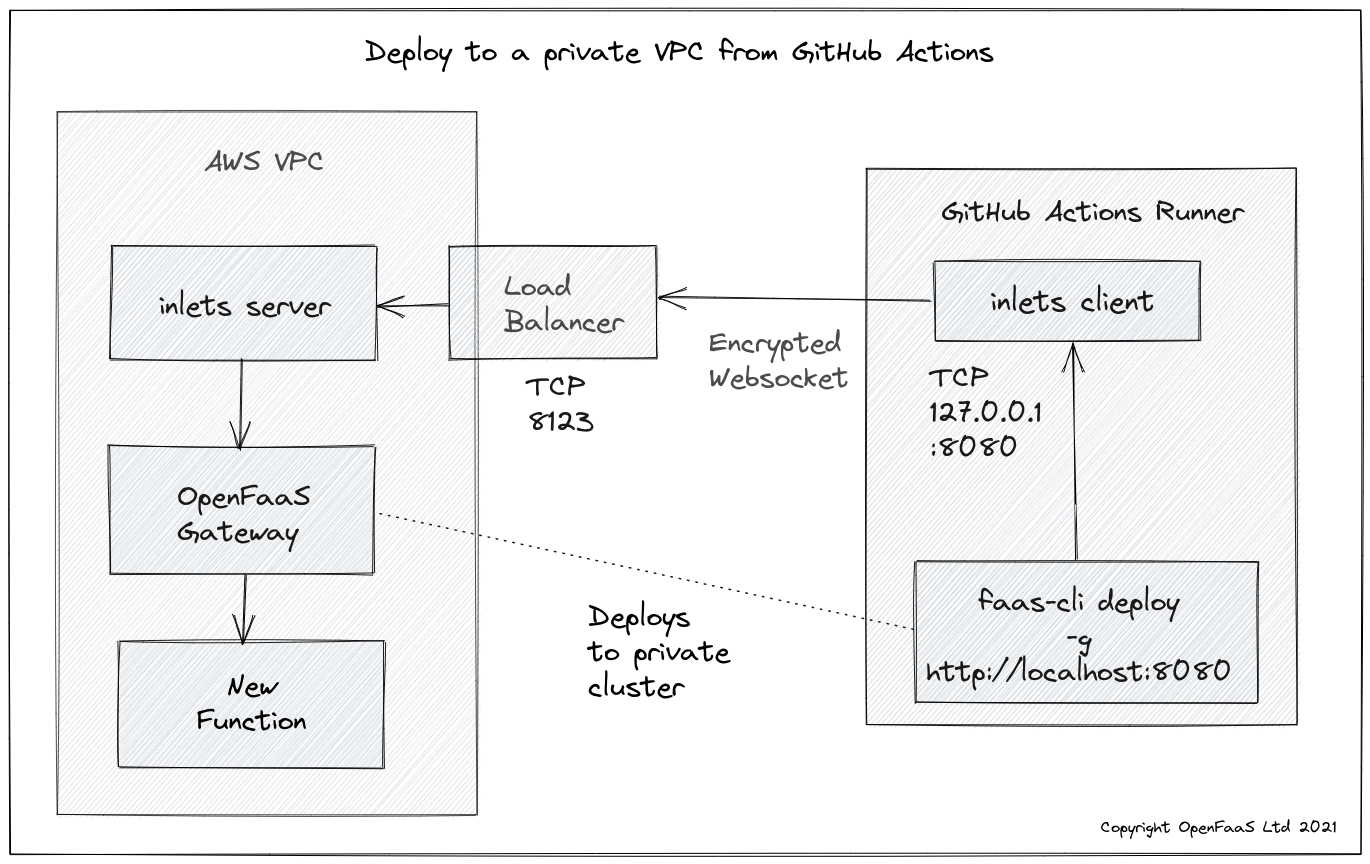 Deploy to a private VPC from GitHub Actions
AWS VPC
inlets server
OpenFaaS
Gateway
New
Function
Load
Balancer
TCP
8123
Encrypted
Websocket
Deploys
to private
cluster
GitHub Actions Runner
inlets client
TCP
127.0.0.1
:8080
faas-cli deploy
-g
http://localhost:8080
Copyright OpenFaaS Ltd 2021